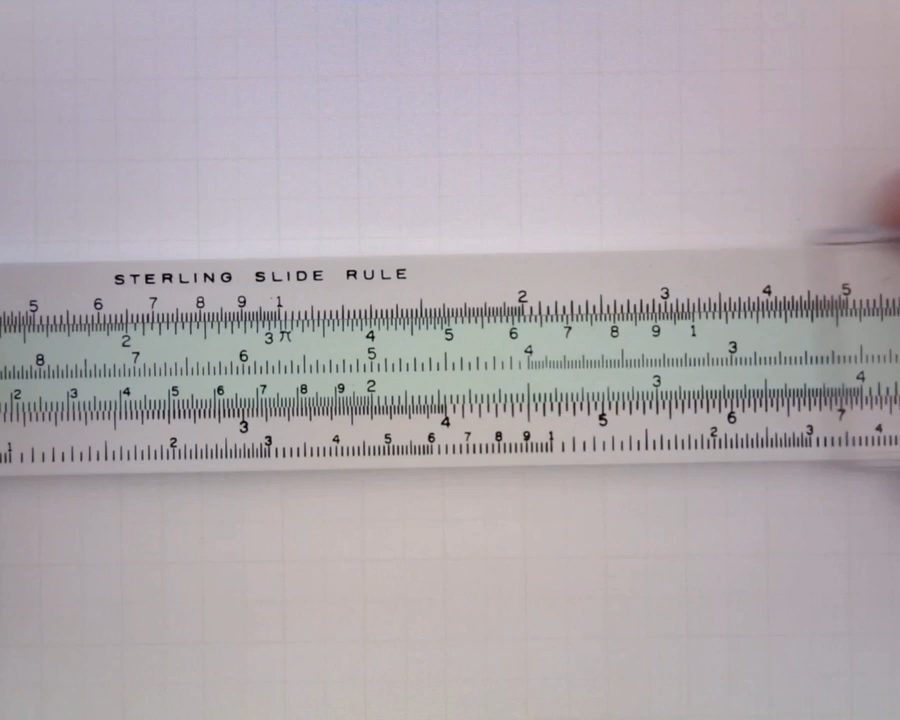 STERLING SLIDE RULE
5 6 7 8 9 1 2 3 4 5
2 3 π 4 5 6 7 8 9 1
8 7 6 5 4 3
2 3 4 5 6 7 8 9 2 3 4
3 4 5 6 7
1 2 3 4 5 6 7 8 9 1 2 3 4